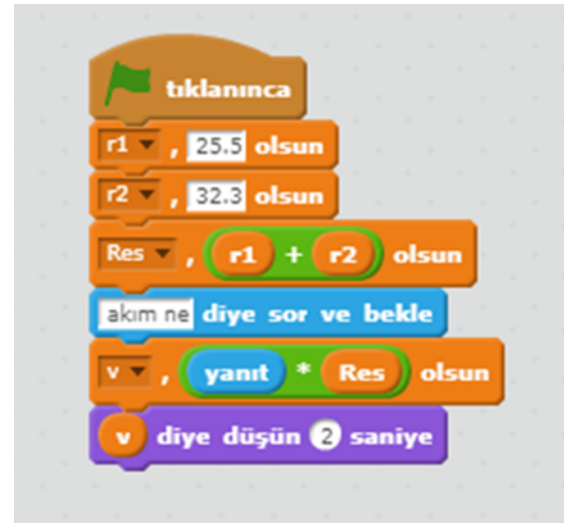 tıklanınca
r1 , 25.5 olsun
r2 , 32.3 olsun
Res , r1 + r2 olsun
akım ne diye sor ve bekle
v , yanıt * Res olsun
v diye düşün 2 saniye